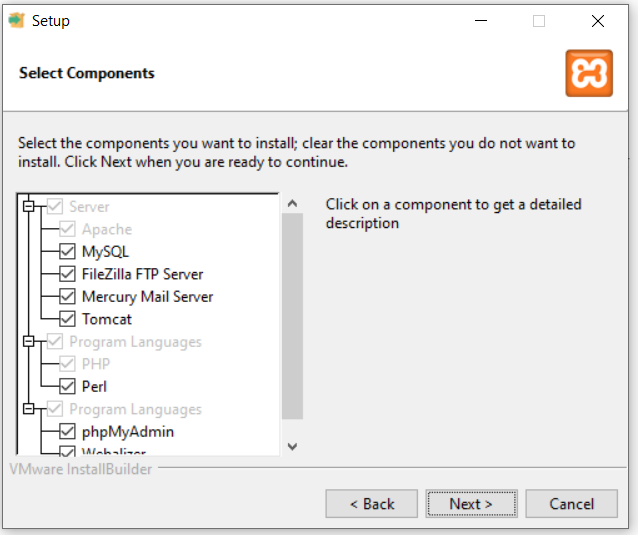 Setup
Select Components
Select the components you want to install; clear the components you do not want to
install. Click Next when you are ready to continue.
Server
Apache
MySQL
FileZilla FTP Server
Mercury Mail Server
Tomcat
Program Languages
PHP
Perl
Program Languages
phpMyAdmin
Webalizer
Click on a component to get a detailed
description
VMware InstallBuilder
< Back
Next >
Cancel